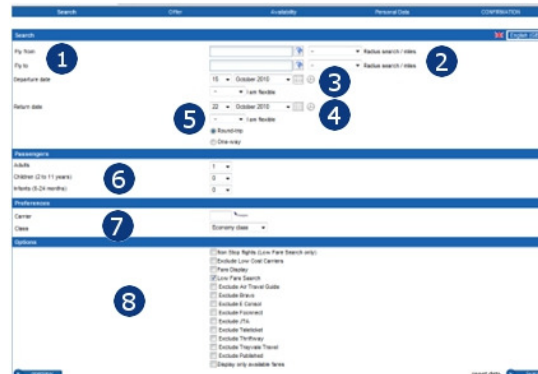 Search Offer Availability Personal Data CONFIRMATION
Search English
Fly from 1 - Radius search / miles
Fly to - Radius search / miles 2
Departure date 15 October 2010 3
- I am flexible
Return date 22 October 2010 4
5 - I am flexible
Round-trip
One-way
Passengers
Adults 1
Children (2 to 11 years) 0
6
Infants (0-24 months) 0
Preferences
Carrier
7
Class Economy class
Options
Non Stop flights (Low Fare Search only)
Exclude Low Cost Carriers
Fare Display
Low Fare Search
Exclude Air Travel Guide
8
Exclude Bravo
Exclude E Consol
Exclude
Exclude JTA
Exclude Teleticket
Exclude Thriftway
Exclude Travel
Exclude Published
Display only available fares